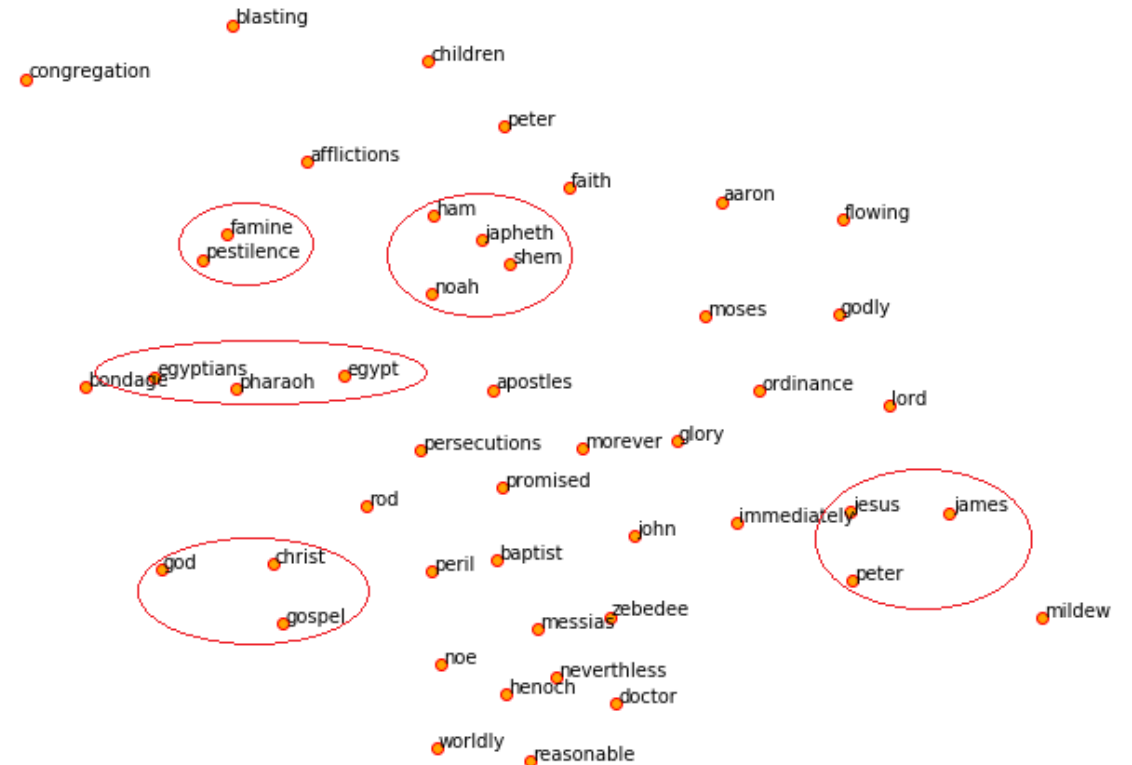 blasting
children
congregation
peter
afflictions
faith
aaron
ham
flowing
famine
japheth
pestilence
shem
noah
moses
godly
egyptians
egypt
bondage
pharaoh
apostles
ordinance
lord
persecutions
morever
glory
promised
rod
jesus
james
immediately
john
god
christ
peril
baptist
peter
gospel
messias
zebedee
mildew
noe
neverthless
henoch
doctor
worldly
reasonable